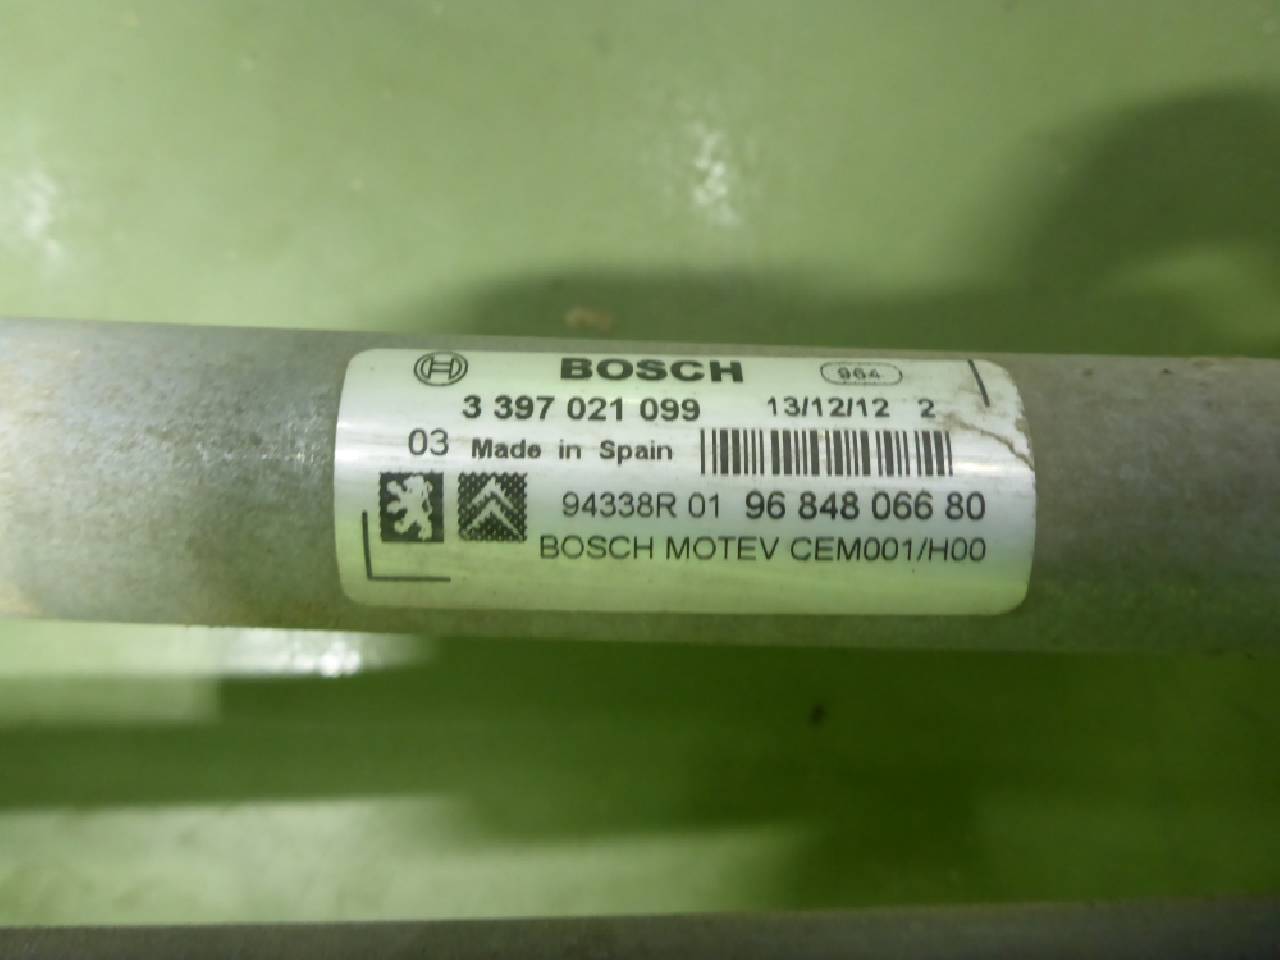 BOSCH 964
3 397 021 099 13/12/12 2
03 Made in Spain
94338R 01 96 848 066 80
BOSCH MOTEV CEM001/H00